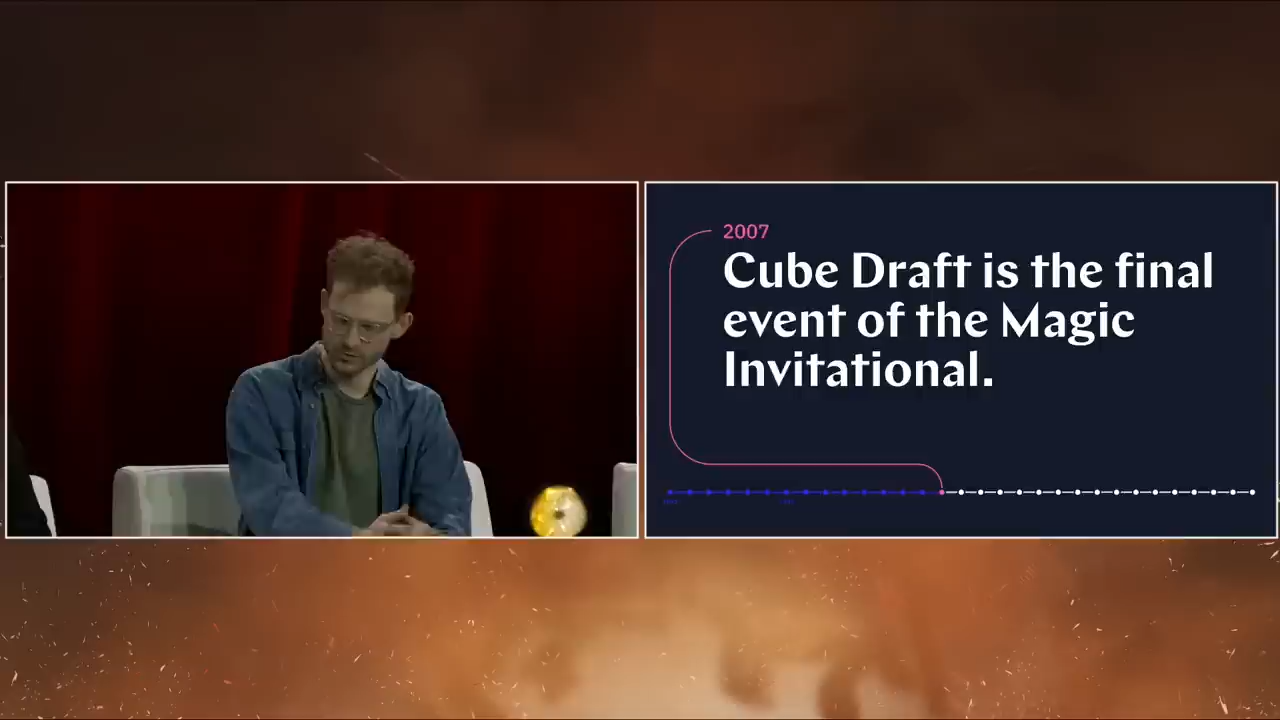 2007
Cube Draft is the final
event of the Magic
Invitational.